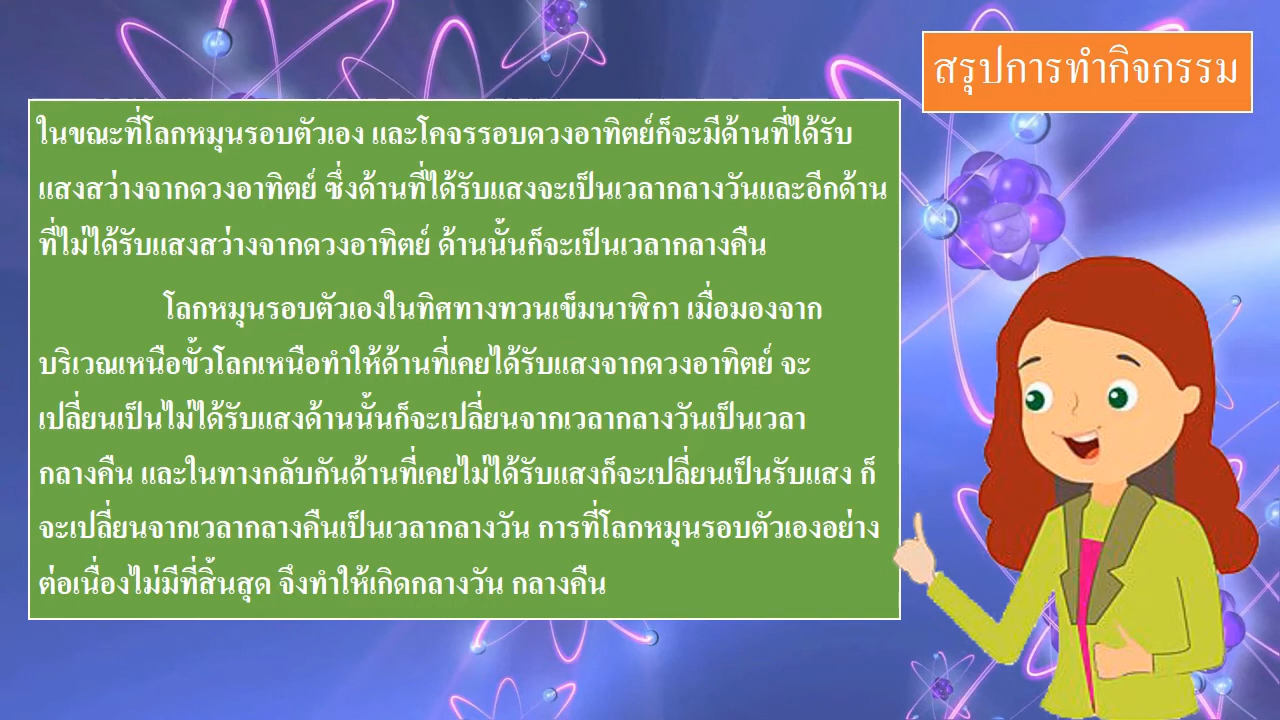 สรุปการทำกิจกรรม
ในขณะที่โลกหมุนรอบตัวเอง และโคจรรอบดวงอาทิตย์ก็จะมีด้านที่ได้รับ
แสงสว่างจากดวงอาทิตย์ ซึ่งด้านที่ได้รับแสงจะเป็นเวลากลางวันและอีกด้าน
ที่ไม่ได้รับแสงสว่างจากดวงอาทิตย์ ด้านนั้นก็จะเป็นเวลากลางคืน
โลกหมุนรอบตัวเองในทิศทางทวนเข็มนาฬิกา เมื่อมองจาก
บริเวณเหนือขั้วโลกเหนือทำให้ด้านที่เคยได้รับแสงจากดวงอาทิตย์ จะ
เปลี่ยนเป็นไม่ได้รับแสงด้านนั้นก็จะเปลี่ยนจากเวลากลางวันเป็นเวลา
กลางคืน และในทางกลับกันด้านที่เคยไม่ได้รับแสงก็จะเปลี่ยนเป็นรับแสง ก็
จะเปลี่ยนจากเวลากลางคืนเป็นเวลากลางวัน การที่โลกหมุนรอบตัวเองอย่าง
ต่อเนื่องไม่มีที่สิ้นสุด จึงทำให้เกิดกลางวัน กลางคืน